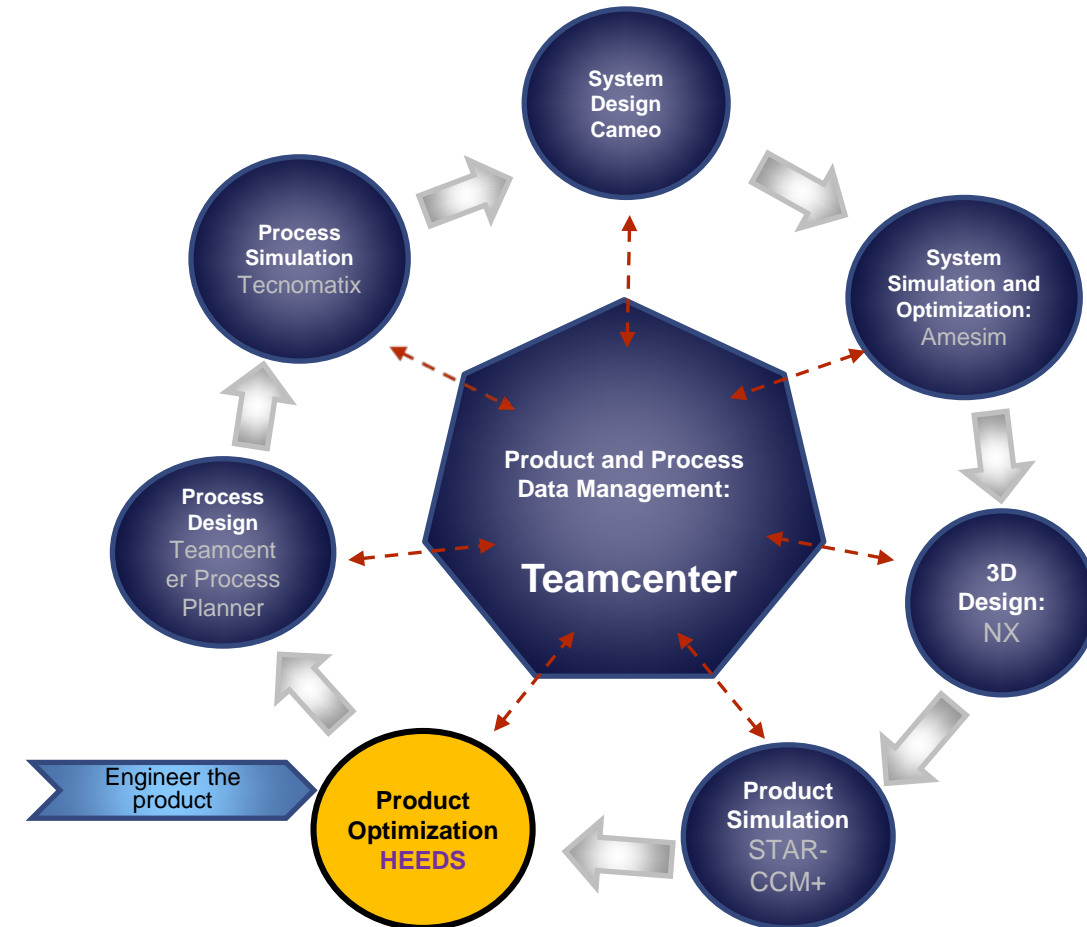 System
Design
Cameo
Process
Simulation
Tecnomatix
System
Simulation and
Optimization:
Amesim
Product and Process
Data Management:
Teamcenter
Process
Design
Teamcent
er Process
Planner
3D
Design:
NX
Engineer the
product
Product
Optimization
HEEDS
Product
Simulation
STAR-
CCM+